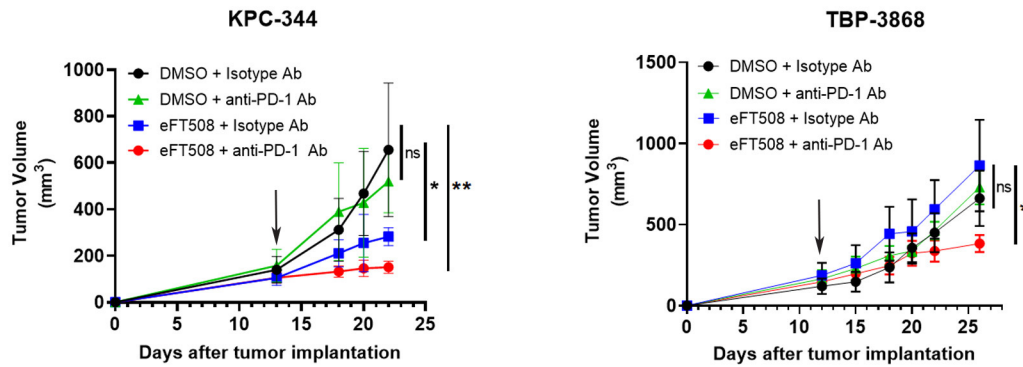 KPC-344
DMSO + Isotype Ab
DMSO + anti-PD-1 Ab
eFT508 + Isotype Ab
eFT508 + anti-PD-1 Ab
Tumor Volume
(mm3)
1000
800
600
400
200
0
0 5 10 15 20 25
Days after tumor implantation
ns
*
**
TBP-3868
DMSO + Isotype Ab
DMSO + anti-PD-1 Ab
eFT508 + Isotype Ab
eFT508 + anti-PD-1 Ab
Tumor Volume
(mm3)
1500
1000
500
0
0 5 10 15 20 25
Days after tumor implantation
ns
*